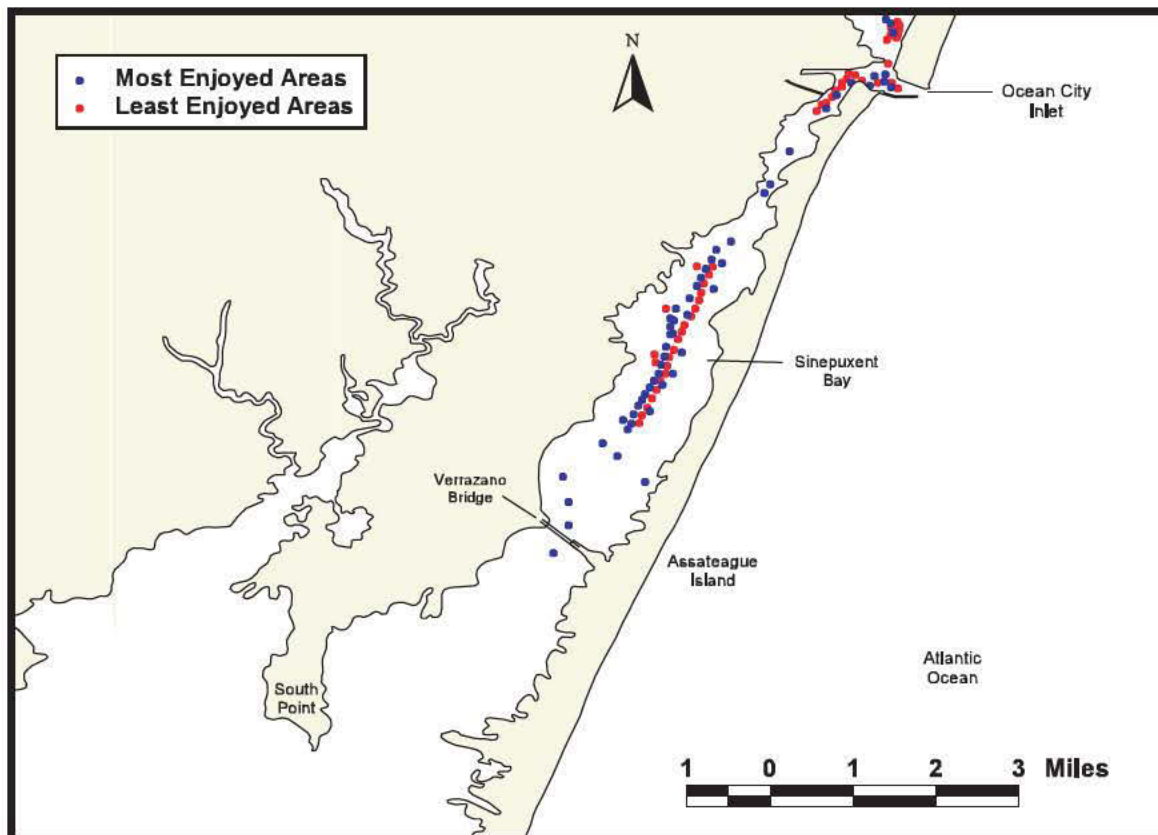 Most Enjoyed Areas
Least Enjoyed Areas
N
Ocean City
Inlet
Sinepuxent
Bay
Verrazano
Bridge
Assateague
Island
Atlantic
Ocean
South
Point
1 0 1 2 3 Miles